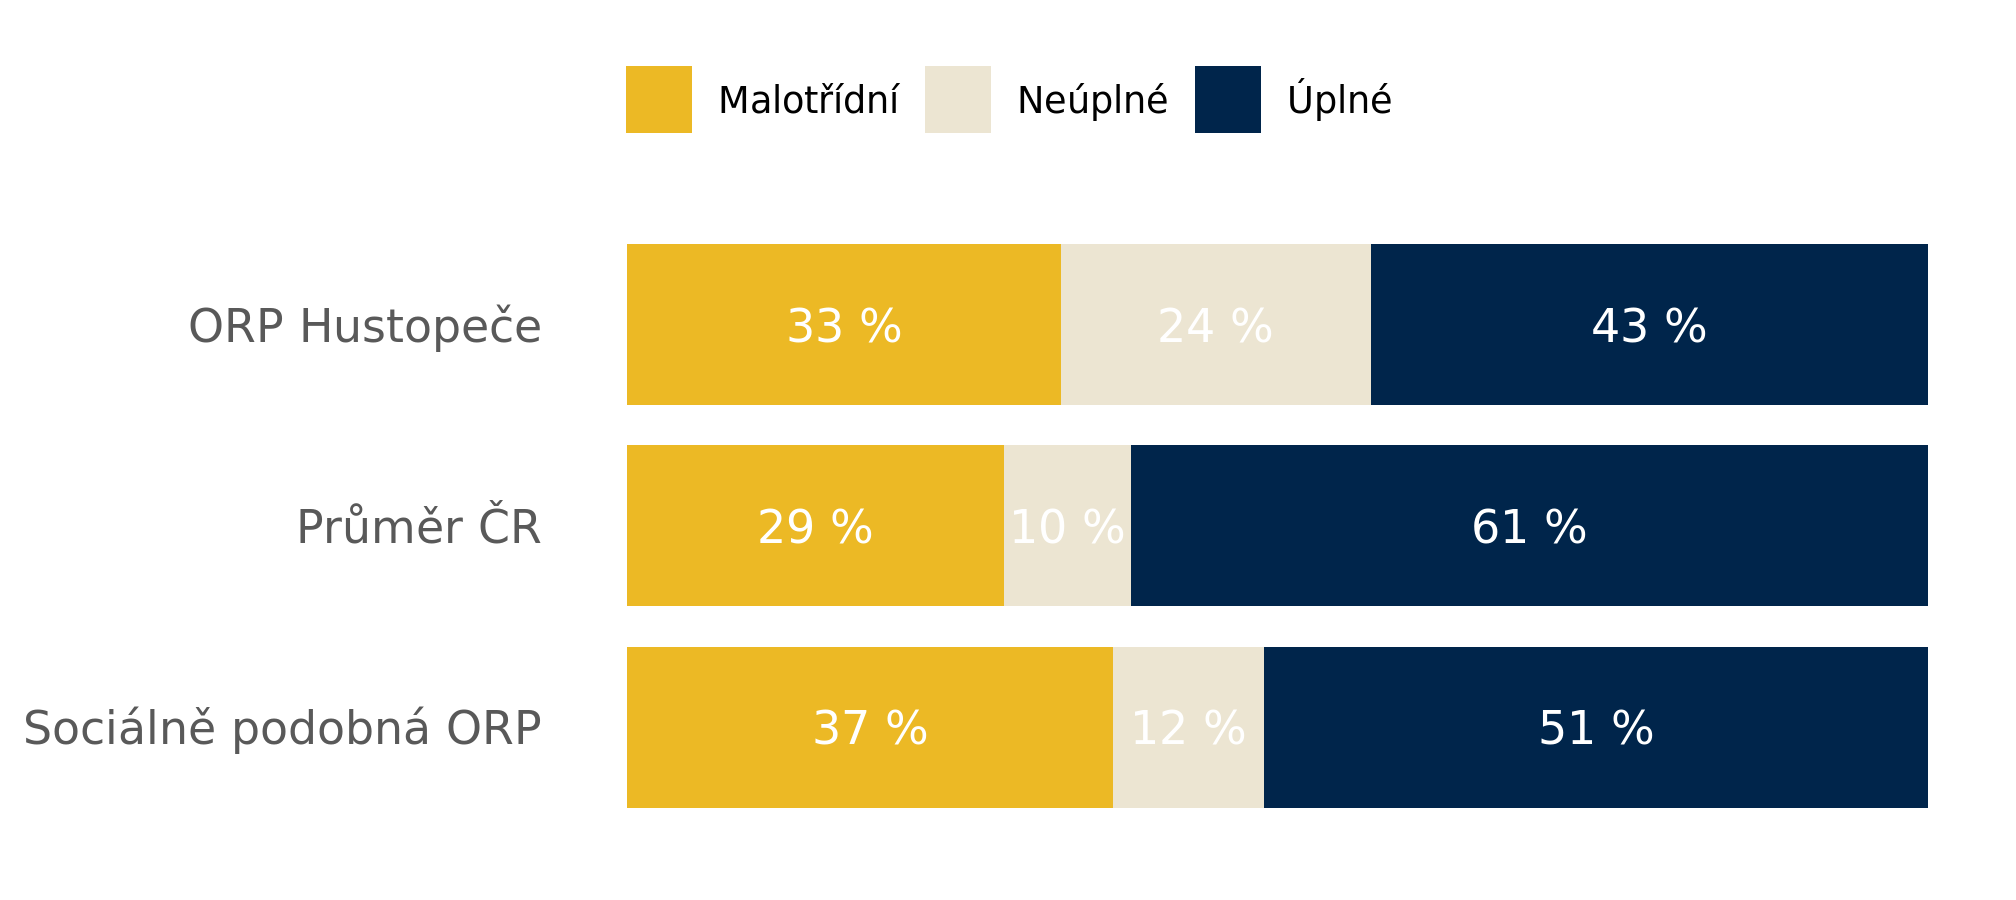 Malotřídní Neúplné Úplné
ORP Hustopeče 33 % 24 % 43 %
Průměr ČR 29 % 10 % 61 %
Sociálně podobná ORP 37 % 12 % 51 %